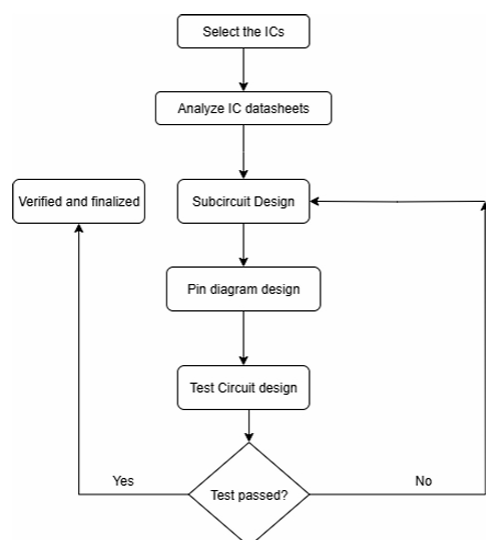 Select the ICs
Analyze IC datasheets
Verified and finalized
Subcircuit Design
Pin diagram design
Test Circuit design
Yes
No
Test passed?